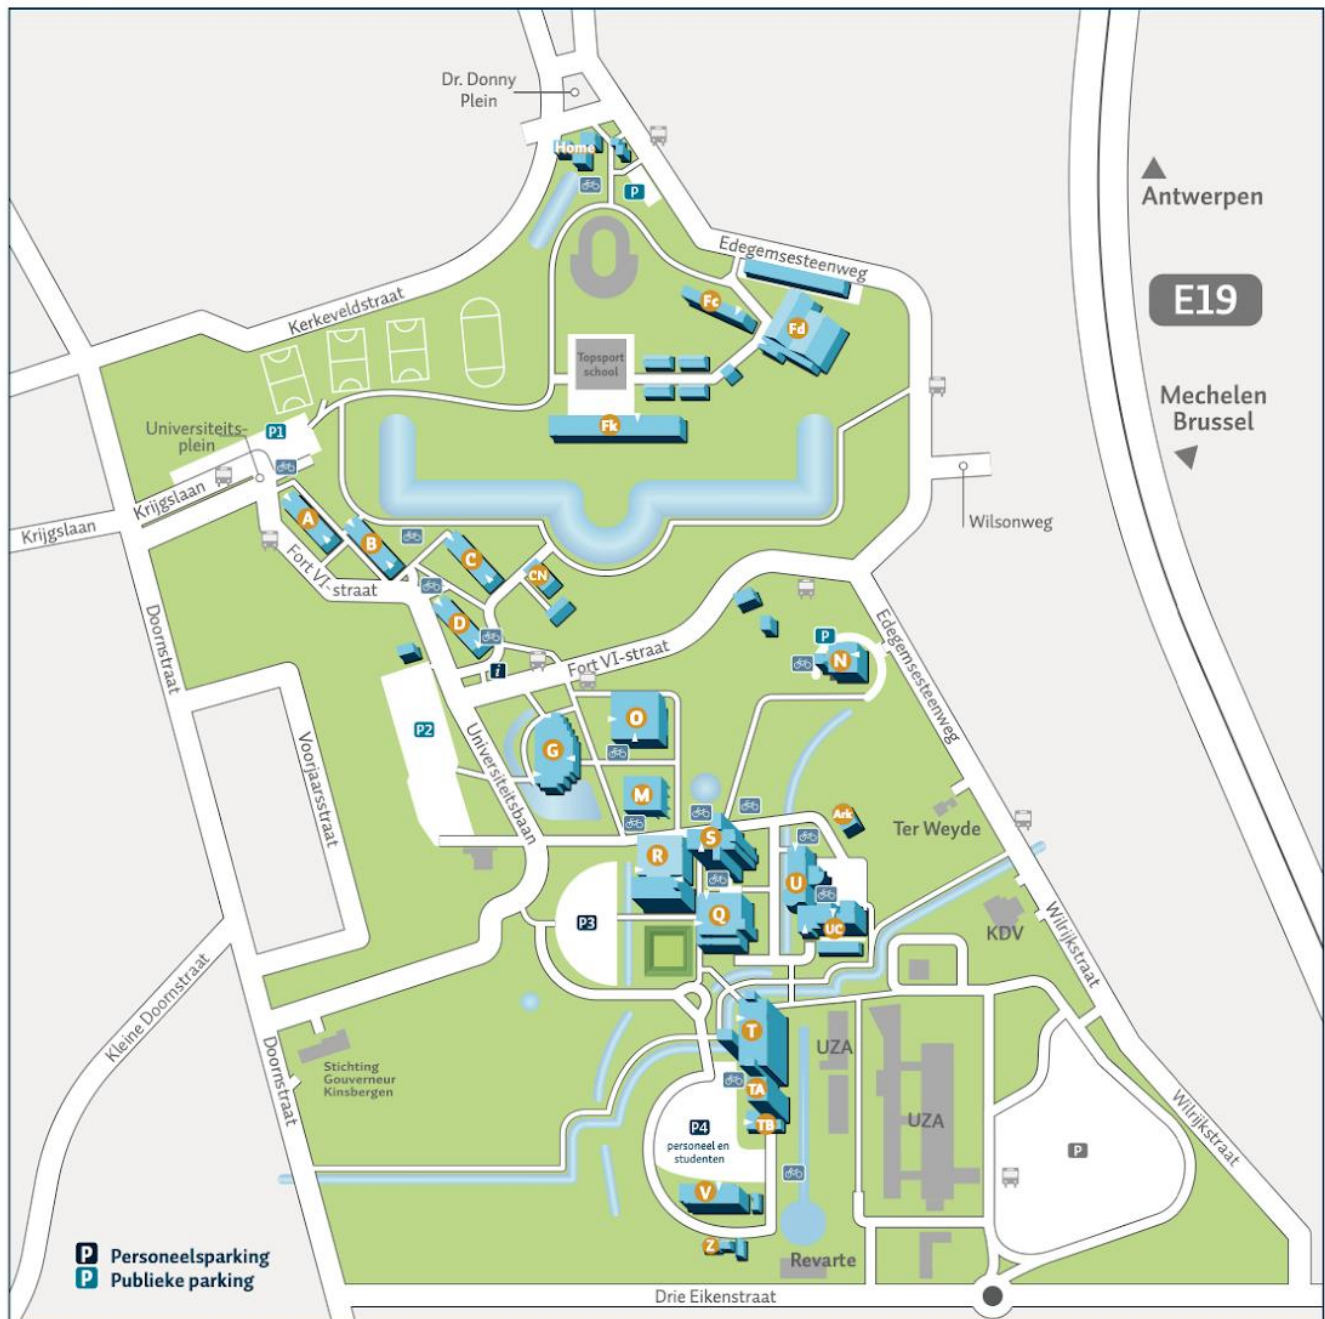 Dr. Donny
Plein
Home
P
Antwerpen
Edegemsesteenweg
E19
Kerkeveldstraat
Fc
Fd
Topsport
school
Mechelen
Brussel
Universiteits-
plein
P1
Fk
Krijgslaan
Krijgslaan
Wilsonweg
A
B
C
CN
Fort VI-straat
D
i
Fort VI-straat
P
N
Doornstraat
Edegemsesteenweg
Voorjaarsstraat
P2
Universiteitsbaan
G
O
M
S
Ark
Ter Weyde
R
U
Q
UC
P3
KDV
Wilrijkstraat
Kleine Doornstraat
Doornstraat
Stichting
Gouverneur
Kinsbergen
T
UZA
TA
TB
UZA
P4
personeel en
studenten
P
Wilrijkstraat
V
Z
Revarte
P Personeelsparking
P Publieke parking
Drie Eikenstraat